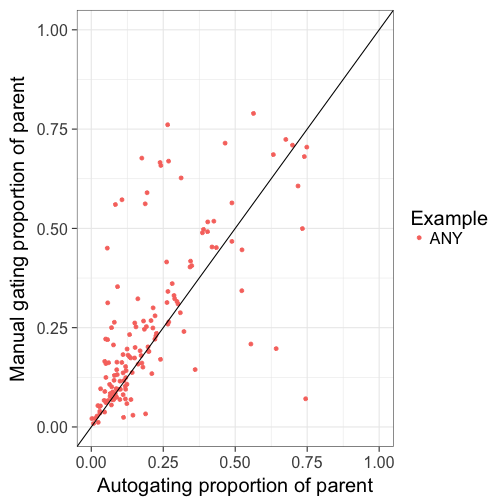 Manual gating proportion of parent
1.00
0.75
0.50
0.25
0.00
0.00 0.25 0.50 0.75 1.00
Autogating proportion of parent
Example
ANY